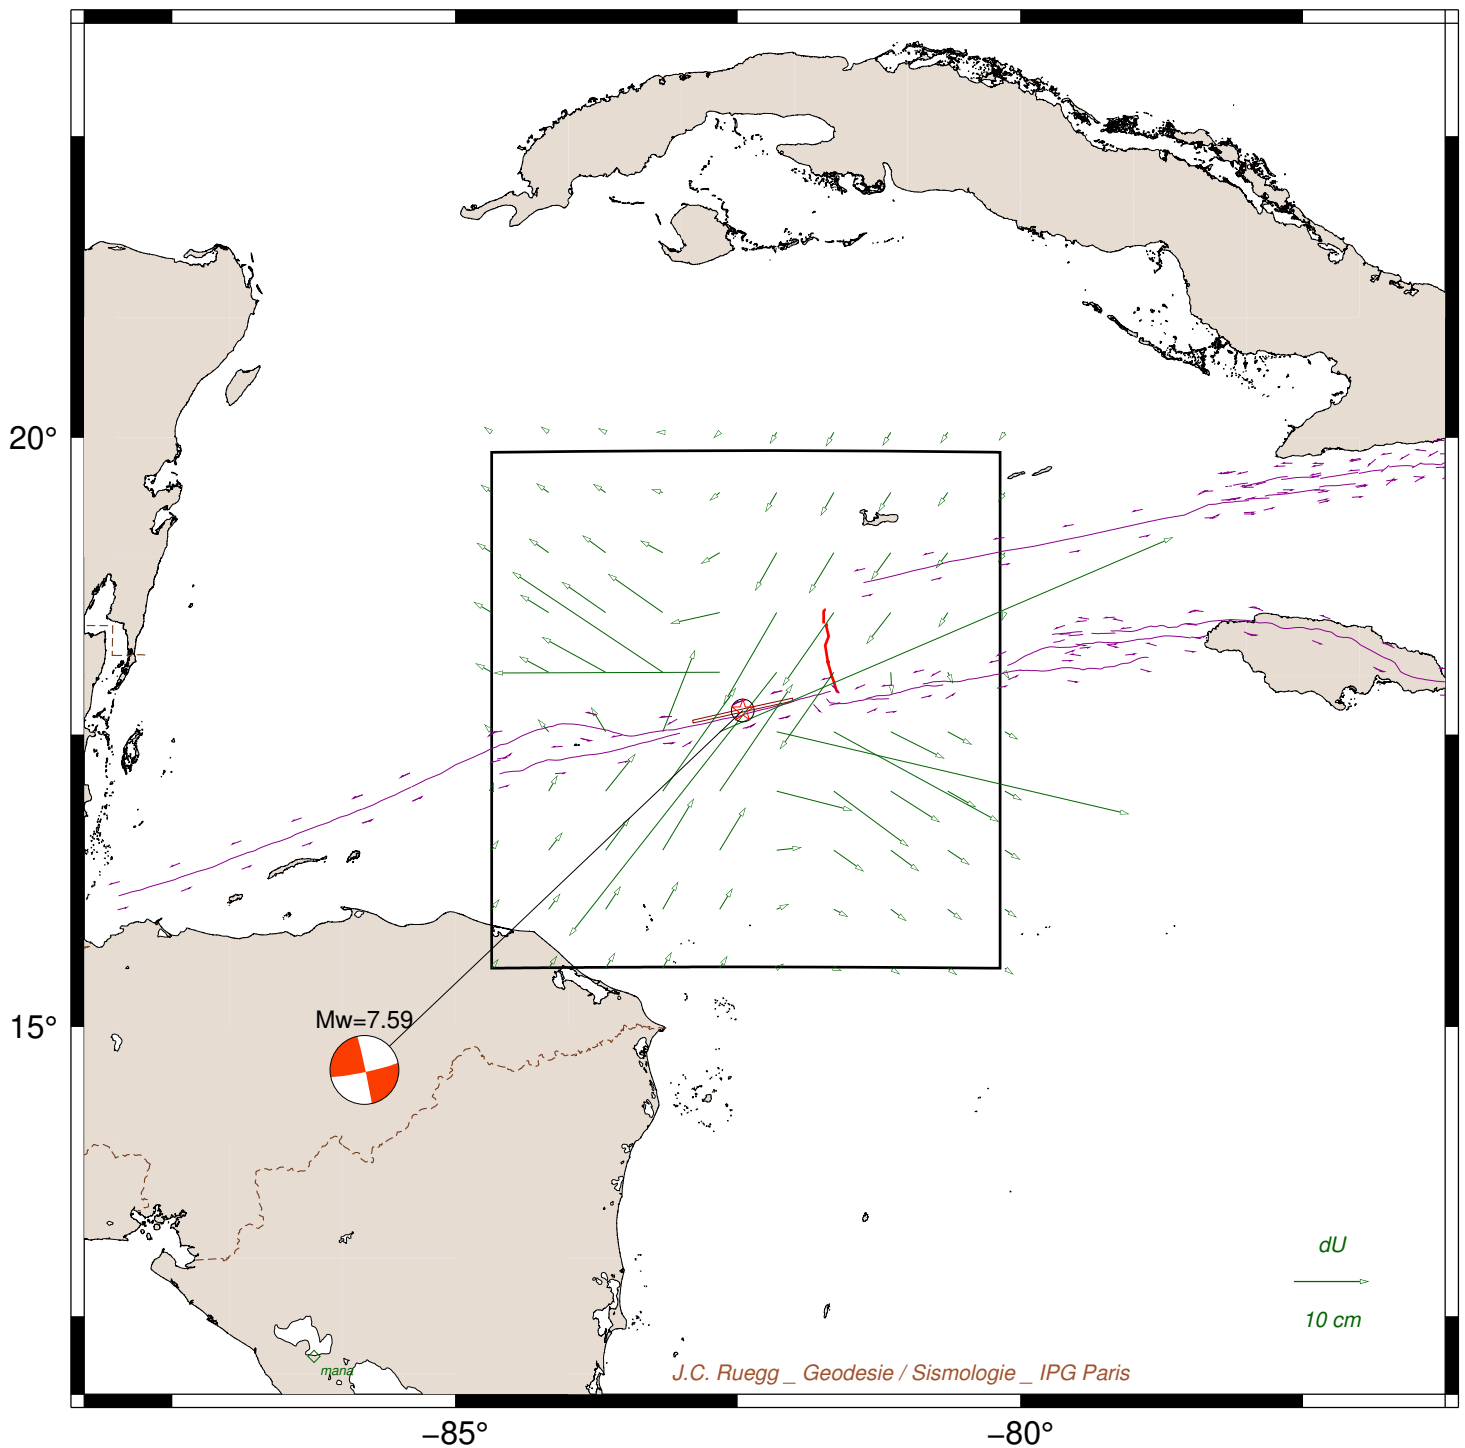 20°
15°
Mw=7.59
dU
10 cm
mana
J.C. Ruegg _ Geodesie / Sismologie _ IPG Paris
−85°
−80°